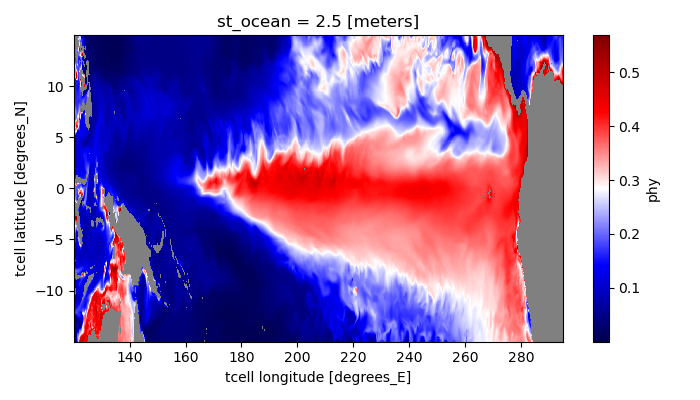 st_ocean = 2.5 [meters]
10
5
0
−5
−10
tcell latitude [degrees_N]
140 160 180 200 220 240 260 280
tcell longitude [degrees_E]
0.5
0.4
0.3
0.2
0.1
phy